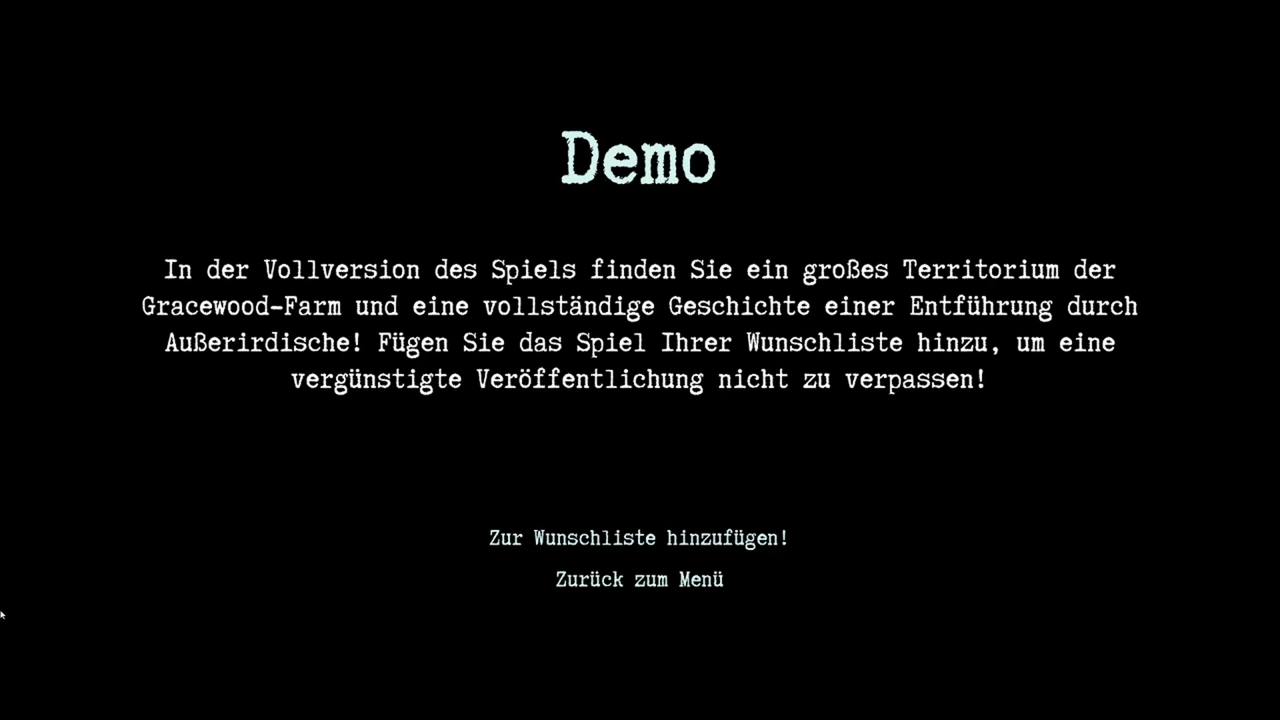 Demo
In der Vollversion des Spiels finden Sie ein großes Territorium der
Gracewood-Farm und eine vollständige Geschichte einer Entführung durch
Außerirdische! Fügen Sie das Spiel Ihrer Wunschliste hinzu, um eine
vergünstigte Veröffentlichung nicht zu verpassen!
Zur Wunschliste hinzufügen!
Zurück zum Menü